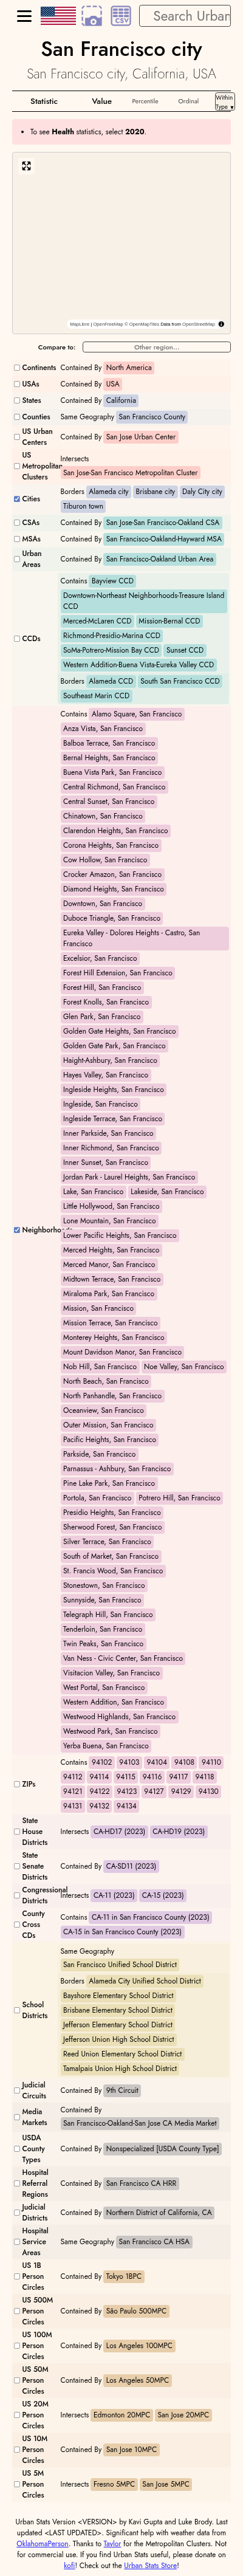 CSV
Search Urban
San Francisco city
San Francisco city, California, USA
Statistic Value Percentile Ordinal Within Type ▼
To see Health statistics, select 2020.
MapLibre | OpenFreeMap © OpenMapTiles Data from OpenStreetMap
Compare to: Other region...
Continents Contained By North America
USAs Contained By USA
States Contained By California
Counties Same Geography San Francisco County
US Urban Centers Contained By San Jose Urban Center
US Metropolitan Clusters Intersects San Jose-San Francisco Metropolitan Cluster
Cities Borders Alameda city Brisbane city Daly City city
Tiburon town
CSAs Contained By San Jose-San Francisco-Oakland CSA
MSAs Contained By San Francisco-Oakland-Hayward MSA
Urban Areas Contained By San Francisco-Oakland Urban Area
CCDs Contains Bayview CCD
Downtown-Northeast Neighborhoods-Treasure Island CCD
Merced-McLaren CCD Mission-Bernal CCD
Richmond-Presidio-Marina CCD
SoMa-Potrero-Mission Bay CCD Sunset CCD
Western Addition-Buena Vista-Eureka Valley CCD
Borders Alameda CCD South San Francisco CCD
Southeast Marin CCD
Neighborhoods Contains Alamo Square, San Francisco
Anza Vista, San Francisco
Balboa Terrace, San Francisco
Bernal Heights, San Francisco
Buena Vista Park, San Francisco
Central Richmond, San Francisco
Central Sunset, San Francisco
Chinatown, San Francisco
Clarendon Heights, San Francisco
Corona Heights, San Francisco
Cow Hollow, San Francisco
Crocker Amazon, San Francisco
Diamond Heights, San Francisco
Downtown, San Francisco
Duboce Triangle, San Francisco
Eureka Valley - Dolores Heights - Castro, San Francisco
Excelsior, San Francisco
Forest Hill Extension, San Francisco
Forest Hill, San Francisco
Forest Knolls, San Francisco
Glen Park, San Francisco
Golden Gate Heights, San Francisco
Golden Gate Park, San Francisco
Haight-Ashbury, San Francisco
Hayes Valley, San Francisco
Ingleside Heights, San Francisco
Ingleside, San Francisco
Ingleside Terrace, San Francisco
Inner Parkside, San Francisco
Inner Richmond, San Francisco
Inner Sunset, San Francisco
Jordan Park - Laurel Heights, San Francisco
Lake, San Francisco Lakeside, San Francisco
Little Hollywood, San Francisco
Lone Mountain, San Francisco
Lower Pacific Heights, San Francisco
Merced Heights, San Francisco
Merced Manor, San Francisco
Midtown Terrace, San Francisco
Miraloma Park, San Francisco
Mission, San Francisco
Mission Terrace, San Francisco
Monterey Heights, San Francisco
Mount Davidson Manor, San Francisco
Nob Hill, San Francisco Noe Valley, San Francisco
North Beach, San Francisco
North Panhandle, San Francisco
Oceanview, San Francisco
Outer Mission, San Francisco
Pacific Heights, San Francisco
Parkside, San Francisco
Parnassus - Ashbury, San Francisco
Pine Lake Park, San Francisco
Portola, San Francisco Potrero Hill, San Francisco
Presidio Heights, San Francisco
Sherwood Forest, San Francisco
Silver Terrace, San Francisco
South of Market, San Francisco
St. Francis Wood, San Francisco
Stonestown, San Francisco
Sunnyside, San Francisco
Telegraph Hill, San Francisco
Tenderloin, San Francisco
Twin Peaks, San Francisco
Van Ness - Civic Center, San Francisco
Visitacion Valley, San Francisco
West Portal, San Francisco
Western Addition, San Francisco
Westwood Highlands, San Francisco
Westwood Park, San Francisco
Yerba Buena, San Francisco
ZIPs Contains 94102 94103 94104 94108 94110
94112 94114 94115 94116 94117 94118
94121 94122 94123 94127 94129 94130
94131 94132 94134
State House Districts Intersects CA-HD17 (2023) CA-HD19 (2023)
State Senate Districts Contained By CA-SD11 (2023)
Congressional Districts Intersects CA-11 (2023) CA-15 (2023)
County Cross CDs Contains CA-11 in San Francisco County (2023)
CA-15 in San Francisco County (2023)
School Districts Same Geography
San Francisco Unified School District
Borders Alameda City Unified School District
Bayshore Elementary School District
Brisbane Elementary School District
Jefferson Elementary School District
Jefferson Union High School District
Reed Union Elementary School District
Tamalpais Union High School District
Judicial Circuits Contained By 9th Circuit
Media Markets Contained By
San Francisco-Oakland-San Jose CA Media Market
USDA County Types Contained By Nonspecialized [USDA County Type]
Hospital Referral Regions Contained By San Francisco CA HRR
Judicial Districts Contained By Northern District of California, CA
Hospital Service Areas Same Geography San Francisco CA HSA
US 1B Person Circles Contained By Tokyo 1BPC
US 500M Person Circles Contained By São Paulo 500MPC
US 100M Person Circles Contained By Los Angeles 100MPC
US 50M Person Circles Contained By Los Angeles 50MPC
US 20M Person Circles Intersects Edmonton 20MPC San Jose 20MPC
US 10M Person Circles Contained By San Jose 10MPC
US 5M Person Circles Intersects Fresno 5MPC San Jose 5MPC
Urban Stats Version <VERSION> by Kavi Gupta and Luke Brody. Last
updated <LAST UPDATED>. Significant help with weather data from
OklahomaPerson. Thanks to Taylor for the Metropolitan Clusters. Not
for commercial use. If you find Urban Stats useful, please donate on
kofi! Check out the Urban Stats Store!